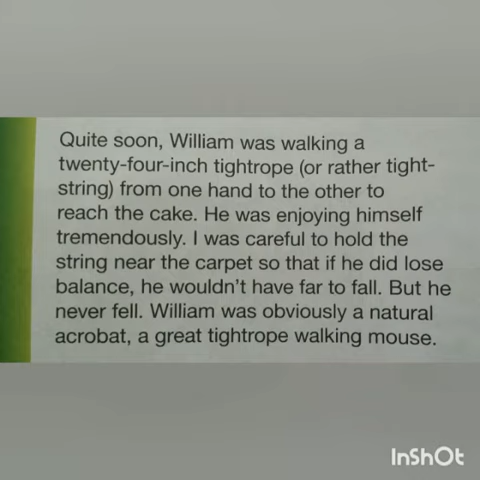 Quite soon, William was walking a
twenty-four-inch tightrope (or rather tight-
string) from one hand to the other to
reach the cake. He was enjoying himself
tremendously. I was careful to hold the
string near the carpet so that if he did lose
balance, he wouldn't have far to fall. But he
never fell. William was obviously a natural
acrobat, a great tightrope walking mouse.
InShOt